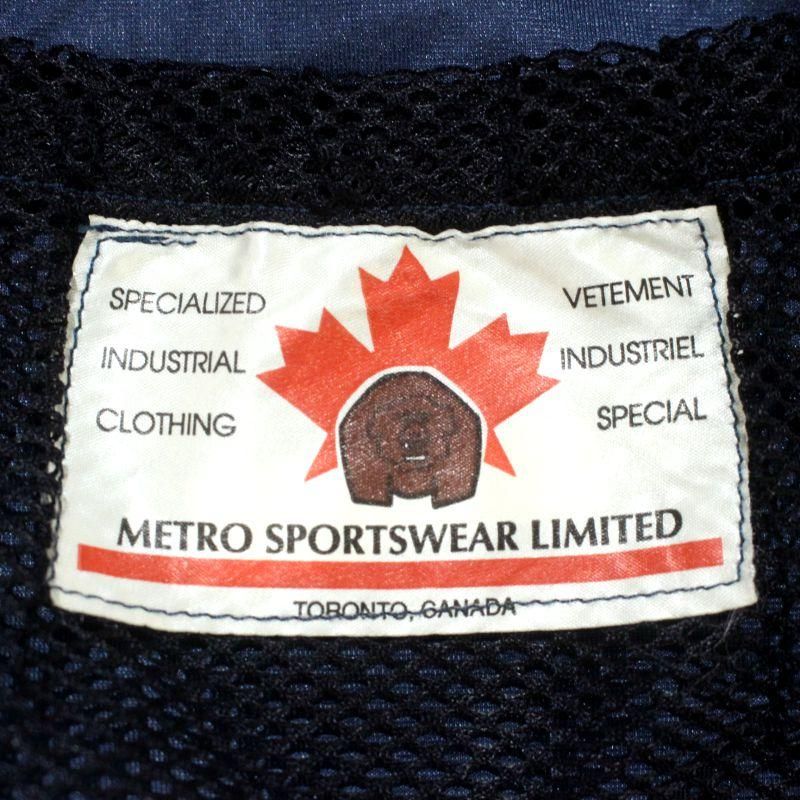 SPECIALIZED
INDUSTRIAL
CLOTHING
VETEMENT
INDUSTRIEL
SPECIAL
METRO SPORTSWEAR LIMITED
TORONTO, CANADA